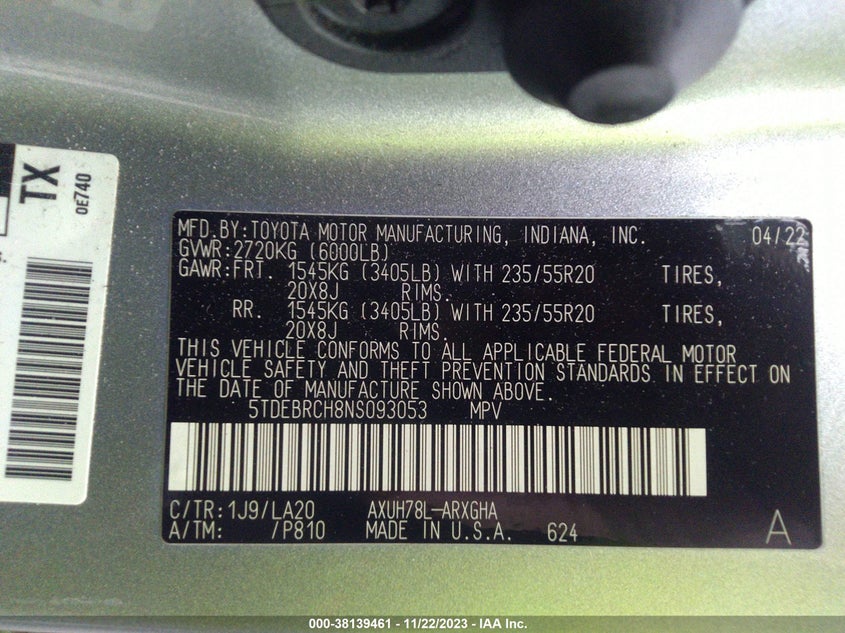 TX
0E740
MFD.BY:TOYOTA MOTOR MANUFACTURING, INDIANA, INC. 04/22
GVWR:2720KG (6000LB)
GAWR:FRT. 1545KG (3405LB) WITH 235/55R20 TIRES,
20X8J RIMS.
RR. 1545KG (3405LB) WITH 235/55R20 TIRES,
20X8J RIMS.
THIS VEHICLE CONFORMS TO ALL APPLICABLE FEDERAL MOTOR
VEHICLE SAFETY AND THEFT PREVENTION STANDARDS IN EFFECT ON
THE DATE OF MANUFACTURE SHOWN ABOVE.
5TDEBRCH8NS093053 MPV
C/TR:1J9/LA20 AXUH78L-ARXGHA
A/TM: /P810 MADE IN U.S.A. 624 A
000-38139461 - 11/22/2023 - IAA Inc.